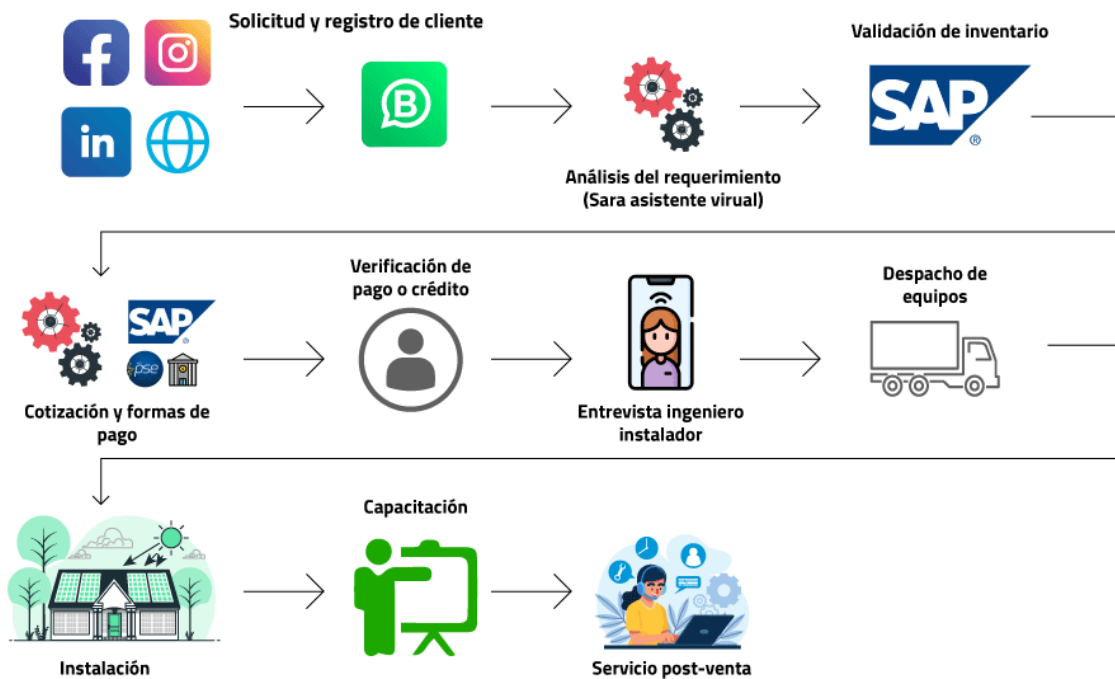 Solicitud y registro de cliente
Validación de inventario
f
in
B
SAP
®
Análisis del requerimiento
(Sara asistente virual)
Verificación de
pago o crédito
Despacho de
equipos
SAP
®
pse
Cotización y formas de
pago
Entrevista ingeniero
instalador
Capacitación
Instalación
Servicio post-venta